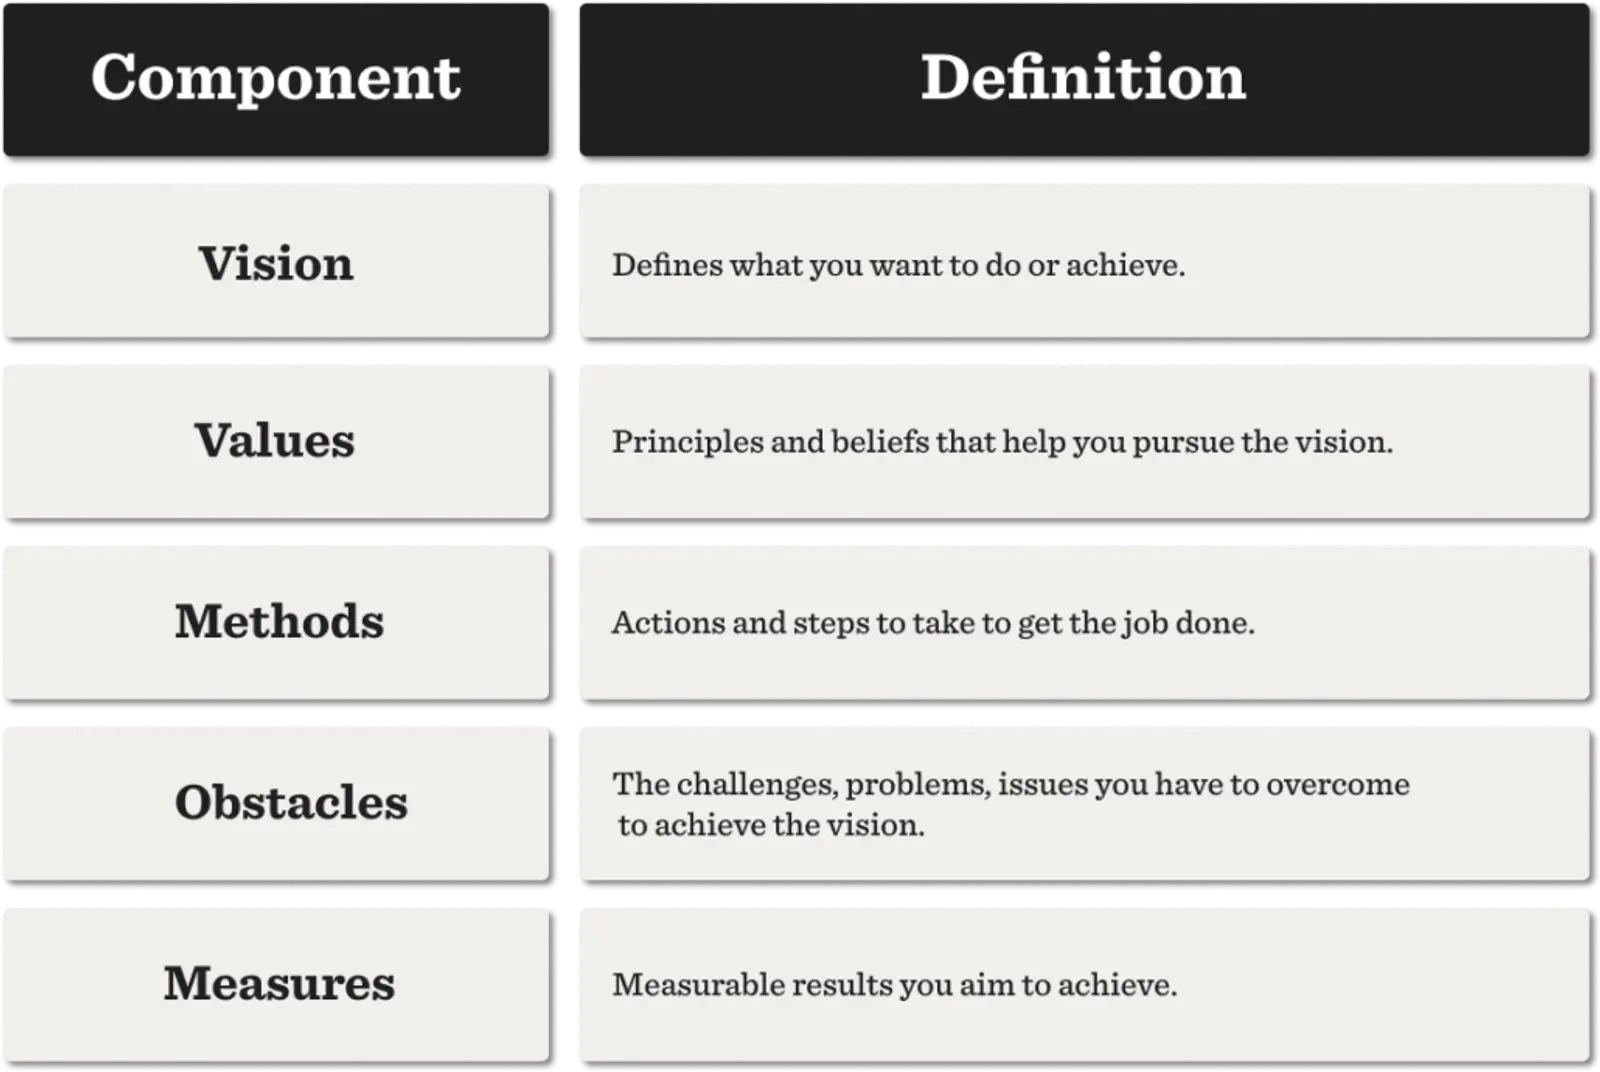 Component
Definition
Vision
Defines what you want to do or achieve.
Values
Principles and beliefs that help you pursue the vision.
Methods
Actions and steps to take to get the job done.
Obstacles
The challenges, problems, issues you have to overcome
to achieve the vision.
Measures
Measurable results you aim to achieve.